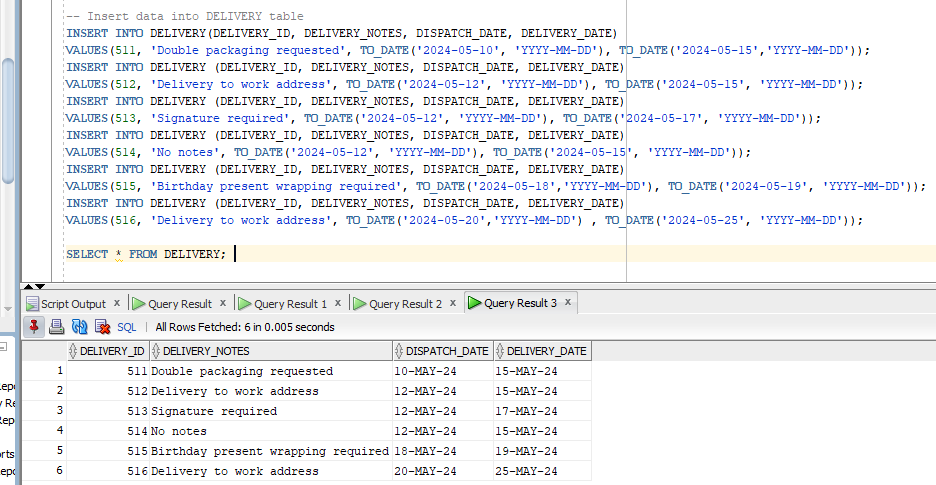 -- Insert data into DELIVERY table
INSERT INTO DELIVERY(DELIVERY_ID, DELIVERY_NOTES, DISPATCH_DATE, DELIVERY_DATE)
VALUES(511, 'Double packaging requested', TO_DATE('2024-05-10', 'YYYY-MM-DD'), TO_DATE('2024-05-15','YYYY-MM-DD'));
INSERT INTO DELIVERY (DELIVERY_ID, DELIVERY_NOTES, DISPATCH_DATE, DELIVERY_DATE)
VALUES(512, 'Delivery to work address', TO_DATE('2024-05-12', 'YYYY-MM-DD'), TO_DATE('2024-05-15', 'YYYY-MM-DD'));
INSERT INTO DELIVERY (DELIVERY_ID, DELIVERY_NOTES, DISPATCH_DATE, DELIVERY_DATE)
VALUES(513, 'Signature required', TO_DATE('2024-05-12', 'YYYY-MM-DD'), TO_DATE('2024-05-17', 'YYYY-MM-DD'));
INSERT INTO DELIVERY (DELIVERY_ID, DELIVERY_NOTES, DISPATCH_DATE, DELIVERY_DATE)
VALUES(514, 'No notes', TO_DATE('2024-05-12', 'YYYY-MM-DD'), TO_DATE('2024-05-15', 'YYYY-MM-DD'));
INSERT INTO DELIVERY (DELIVERY_ID, DELIVERY_NOTES, DISPATCH_DATE, DELIVERY_DATE)
VALUES(515, 'Birthday present wrapping required', TO_DATE('2024-05-18','YYYY-MM-DD'), TO_DATE('2024-05-19', 'YYYY-MM-DD'));
INSERT INTO DELIVERY (DELIVERY_ID, DELIVERY_NOTES, DISPATCH_DATE, DELIVERY_DATE)
VALUES(516, 'Delivery to work address', TO_DATE('2024-05-20','YYYY-MM-DD') , TO_DATE('2024-05-25', 'YYYY-MM-DD'));
SELECT * FROM DELIVERY;
Script Output x Query Result x Query Result 1 x Query Result 2 x Query Result 3 x
SQL | All Rows Fetched: 6 in 0.005 seconds
DELIVERY_ID DELIVERY_NOTES DISPATCH_DATE DELIVERY_DATE
1 511 Double packaging requested 10-MAY-24 15-MAY-24
2 512 Delivery to work address 12-MAY-24 15-MAY-24
3 513 Signature required 12-MAY-24 17-MAY-24
4 514 No notes 12-MAY-24 15-MAY-24
5 515 Birthday present wrapping required 18-MAY-24 19-MAY-24
6 516 Delivery to work address 20-MAY-24 25-MAY-24